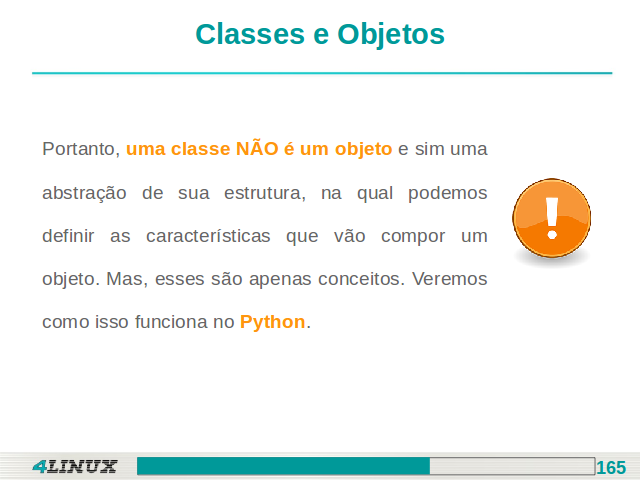 Classes e Objetos
Portanto, uma classe NÃO é um objeto e sim uma
abstração de sua estrutura, na qual podemos
definir as características que vão compor um
objeto. Mas, esses são apenas conceitos. Veremos
como isso funciona no Python.
4LINUX
165